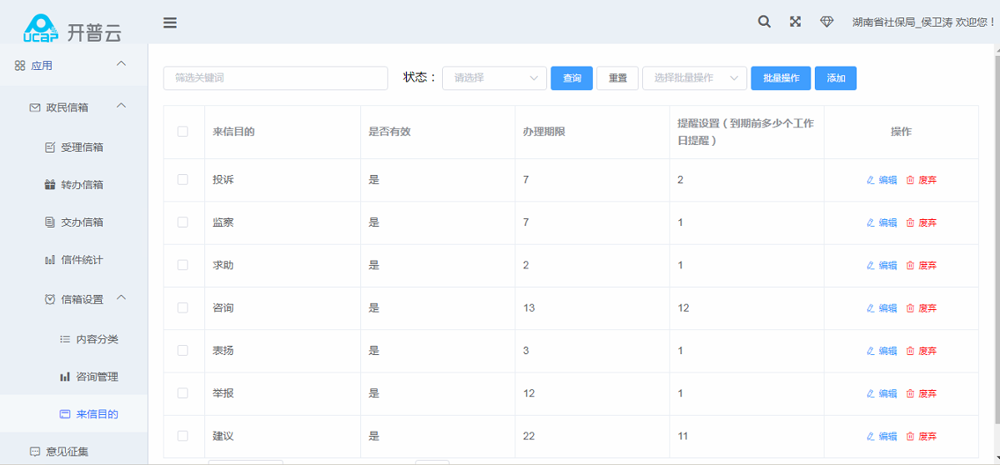 ucap 开普云
湖南省社保局_侯卫涛 欢迎您！
应用
政民信箱
受理信箱
转办信箱
交办信箱
信件统计
信箱设置
内容分类
咨询管理
来信目的
意见征集
筛选关键词 状态： 请选择 查询 重置 选择批量操作 批量操作 添加
来信目的 是否有效 办理期限 提醒设置（到期前多少个工作 操作
日提醒）
投诉 是 7 2 编辑 废弃
监察 是 7 1 编辑 废弃
求助 是 2 1 编辑 废弃
咨询 是 13 12 编辑 废弃
表扬 是 3 1 编辑 废弃
举报 是 12 1 编辑 废弃
建议 是 22 11 编辑 废弃